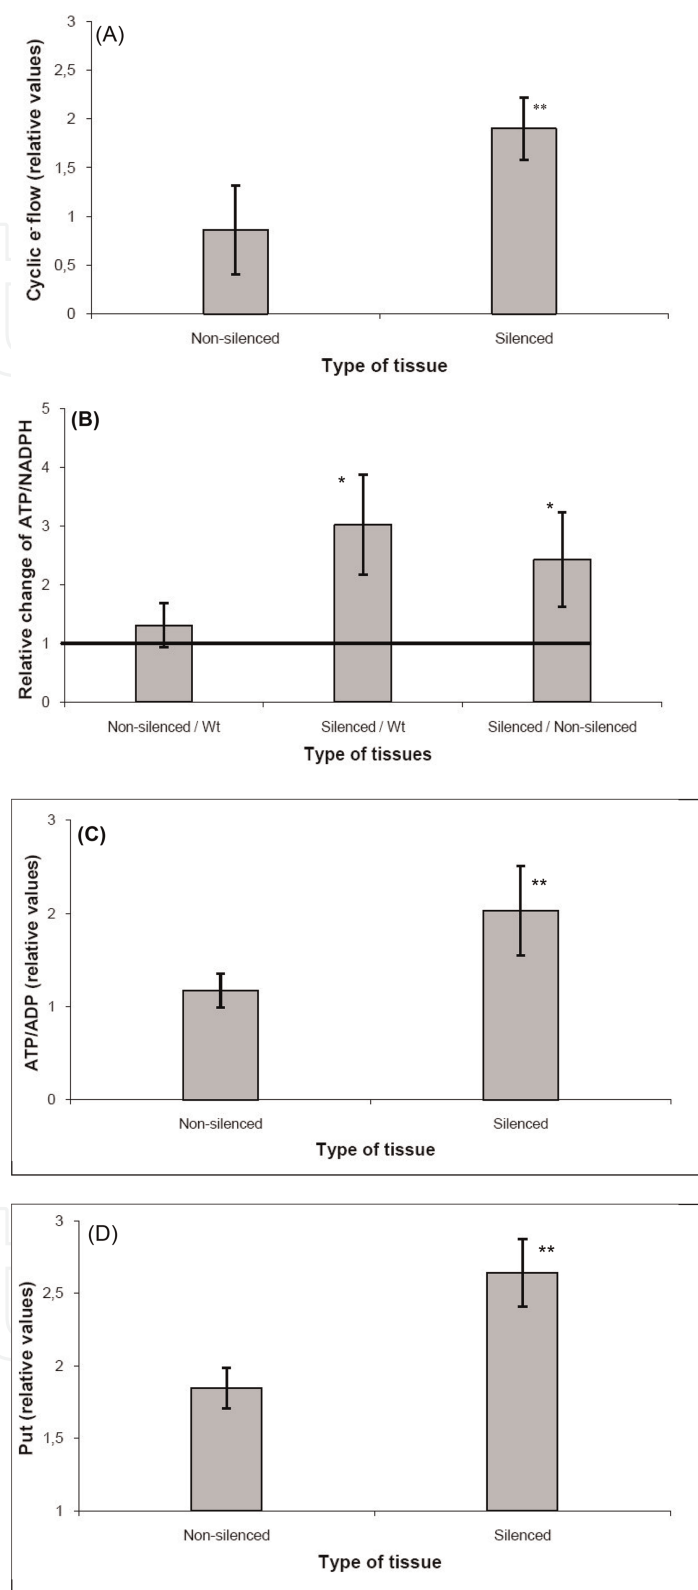 (A)
Cyclic e- flow (relative values)
3
2,5
2
1,5
1
0,5
0
**
Non-silenced
Silenced
Type of tissue
(B)
Relative change of ATP/NADPH
5
4
3
2
1
0
*
*
Non-silenced / Wt
Silenced / Wt
Silenced / Non-silenced
Type of tissues
(C)
ATP/ADP (relative values)
3
2
1
0
**
Non-silenced
Silenced
Type of tissue
(D)
Put (relative values)
3
2,5
2
1,5
1
**
Non-silenced
Silenced
Type of tissue